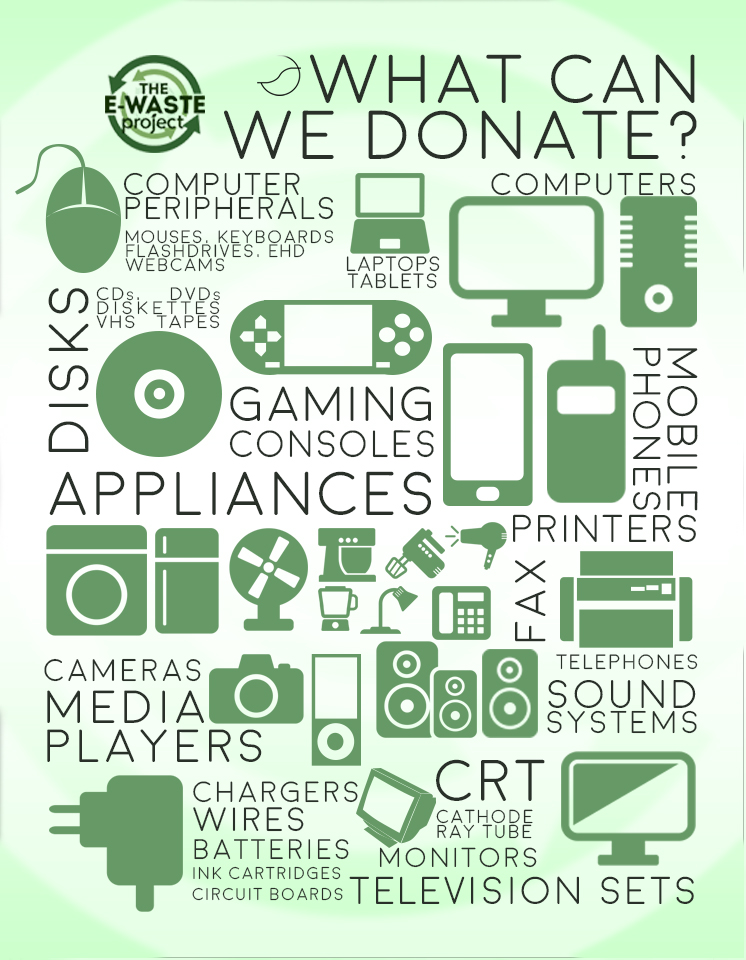 THE
E-WASTE
project
WHAT CAN
WE DONATE?
COMPUTER
PERIPHERALS
MOUSES, KEYBOARDS
FLASHDRIVES, EHD
WEBCAMS
LAPTOPS
TABLETS
COMPUTERS
DISKS
CDs, DVDs
DISKETTES
VHS TAPES
GAMING
CONSOLES
MOBILE
PHONES
APPLIANCES
PRINTERS
FAX
TELEPHONES
CAMERAS
MEDIA
PLAYERS
SOUND
SYSTEMS
CHARGERS
WIRES
BATTERIES
INK CARTRIDGES
CIRCUIT BOARDS
CRT
CATHODE
RAY TUBE
MONITORS
TELEVISION SETS